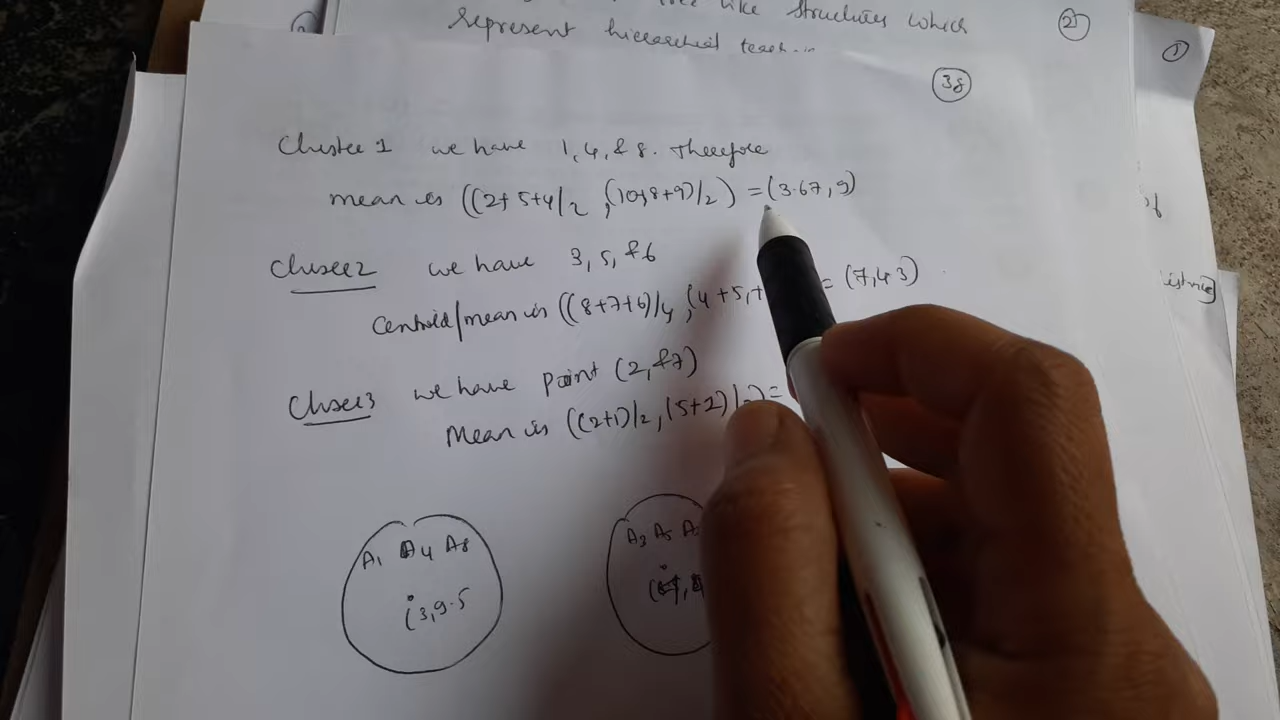 like structures which
represent hierarchical
2
1
38
Cluster 1 we have 1, 4, & 8. Therefore
mean is ((2+5+4/2, (10,8+9)/2) = (3.67, 9)
Cluster2 we have 3, 5, & 6
Centroid/mean is ((8+7+6)/4, (4+5,+ = (7, 4 3)
Cluster3 we have point (2, & 7)
Mean is ((2+1)/2, (5+2)/2) =
A1 A4 A8
A3 A5
(3, 9.5